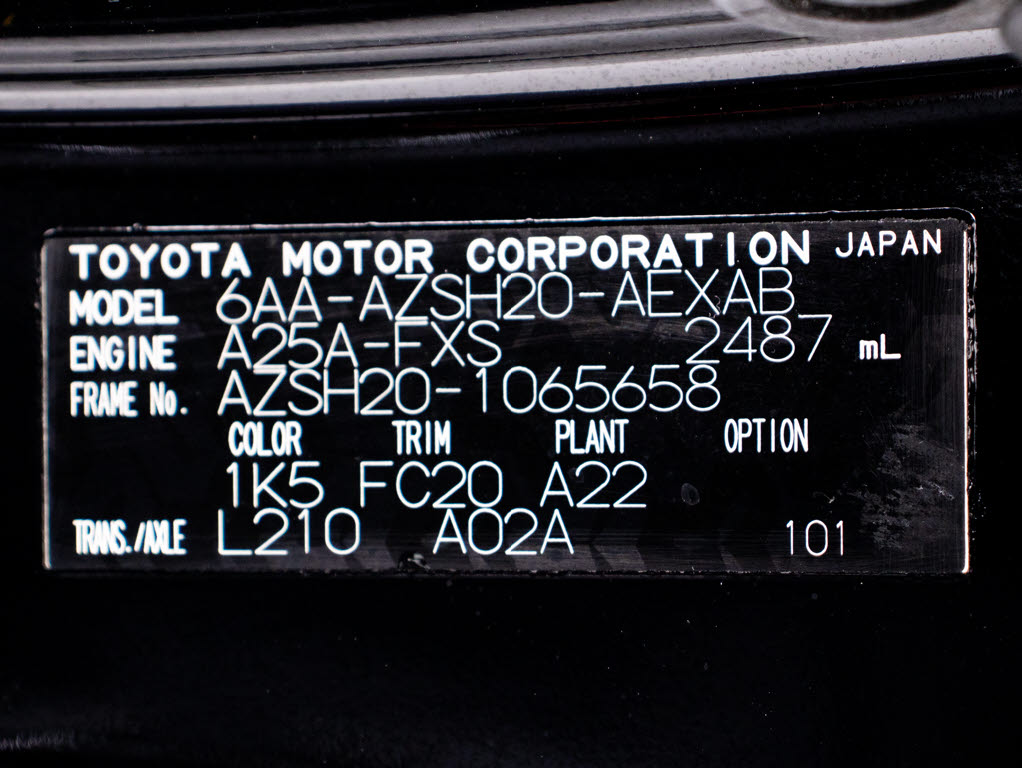 TOYOTA MOTOR CORPORATION JAPAN
MODEL 6AA-AZSH20-AEXAB
ENGINE A25A-FXS 2487 mL
FRAME No. AZSH20-1065658
COLOR TRIM PLANT OPTION
1K5 FC20 A22
TRANS./AXLE L210 A02A 101